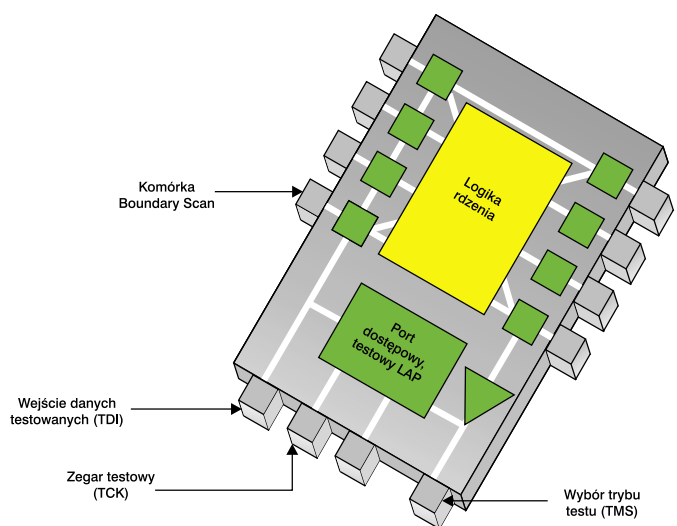 Logika
rdzenia
Komórka
Boundary Scan
Port
dostępowy,
testowy LAP
Wejście danych
testowanych (TDI)
Zegar testowy
(TCK)
Wybór trybu
testu (TMS)